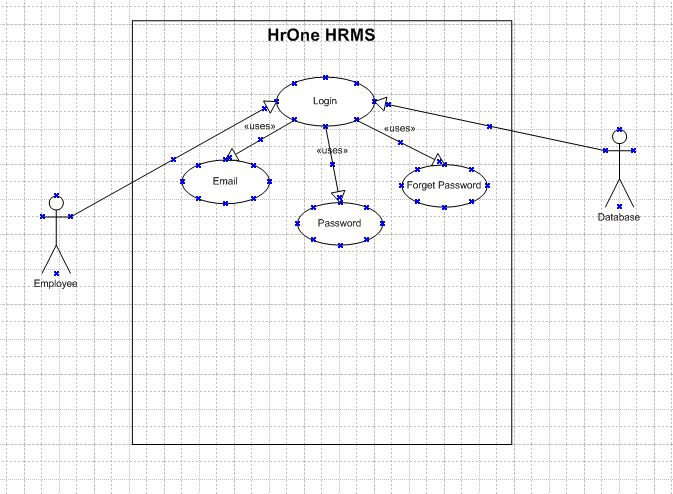 HrOne HRMS
Login
«uses»
«uses»
«uses»
Email
Forget Password
Password
Database
Employee